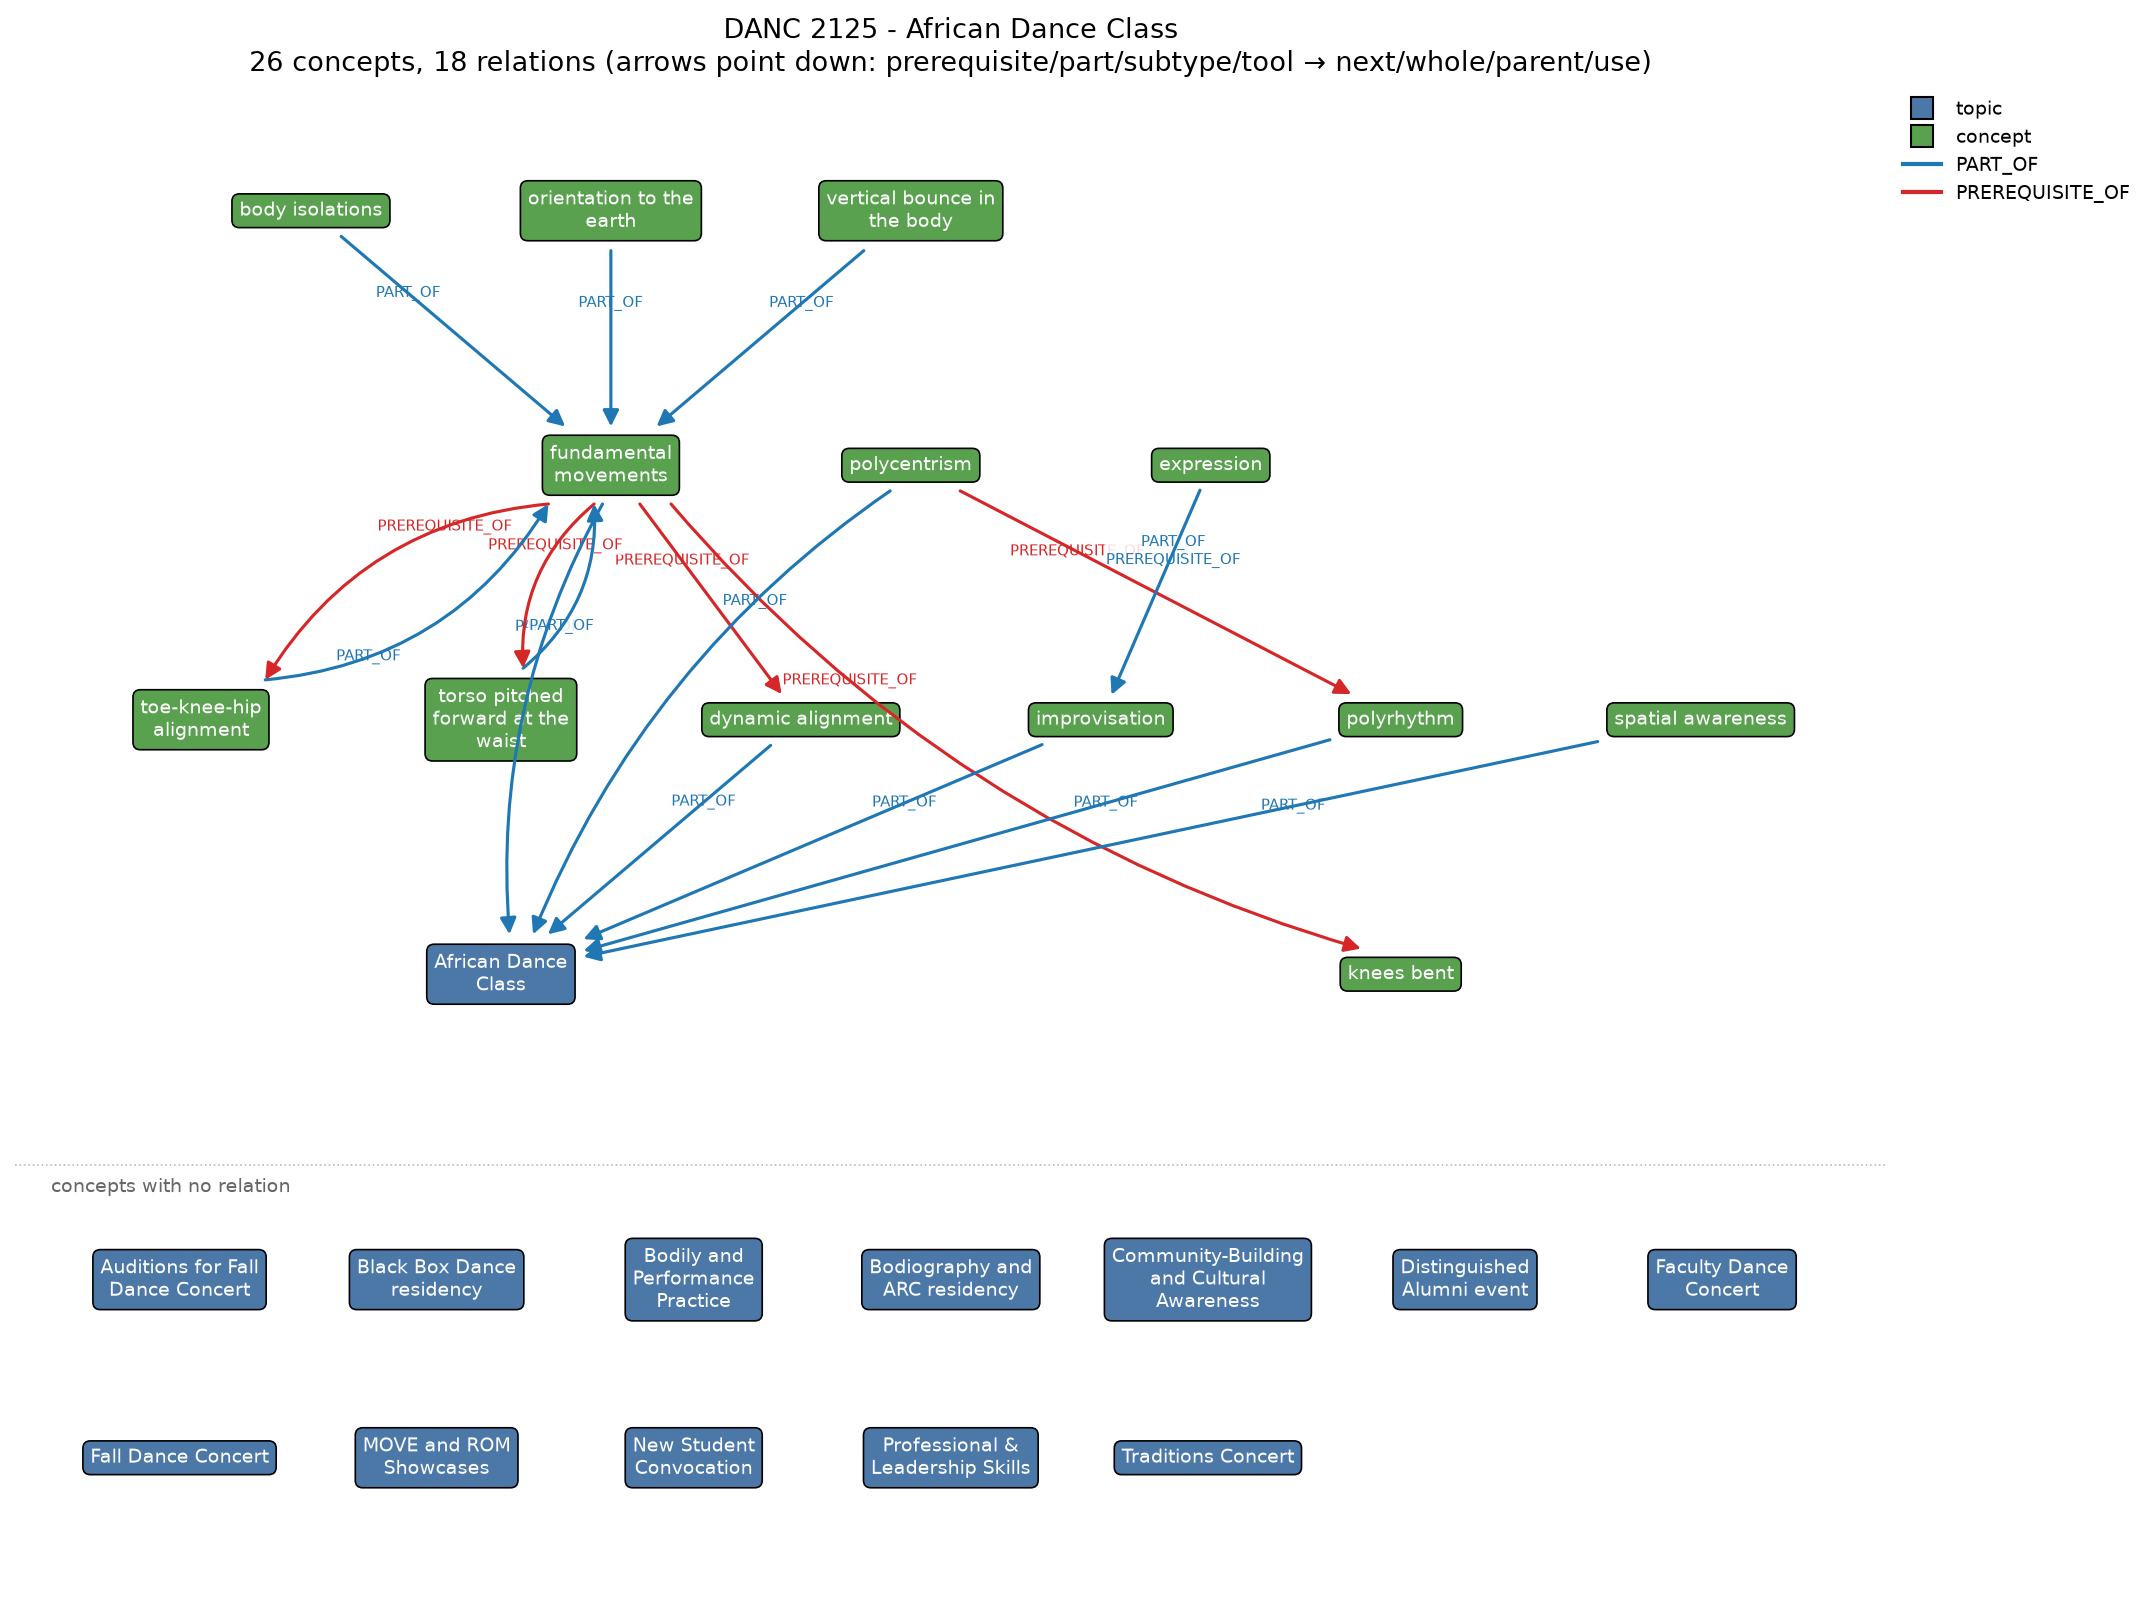 DANC 2125 - African Dance Class
26 concepts, 18 relations (arrows point down: prerequisite/part/subtype/tool → next/whole/parent/use)
topic
concept
PART_OF
PREREQUISITE_OF
body isolations
orientation to the
earth
vertical bounce in
the body
PART_OF
PART_OF
PART_OF
fundamental
movements
polycentrism
expression
PREREQUISITE_OF
PREREQUISITE_OF
PREREQUISITE_OF
PREREQUISITE_OF
PART_OF
PREREQUISITE_OF
PART_OF
PART_OF
PART_OF
PREREQUISITE_OF
toe-knee-hip
alignment
torso pitched
forward at the
waist
dynamic alignment
improvisation
polyrhythm
spatial awareness
PART_OF
PART_OF
PART_OF
PART_OF
African Dance
Class
knees bent
concepts with no relation
Auditions for Fall
Dance Concert
Black Box Dance
residency
Bodily and
Performance
Practice
Bodiography and
ARC residency
Community-Building
and Cultural
Awareness
Distinguished
Alumni event
Faculty Dance
Concert
Fall Dance Concert
MOVE and ROM
Showcases
New Student
Convocation
Professional &
Leadership Skills
Traditions Concert